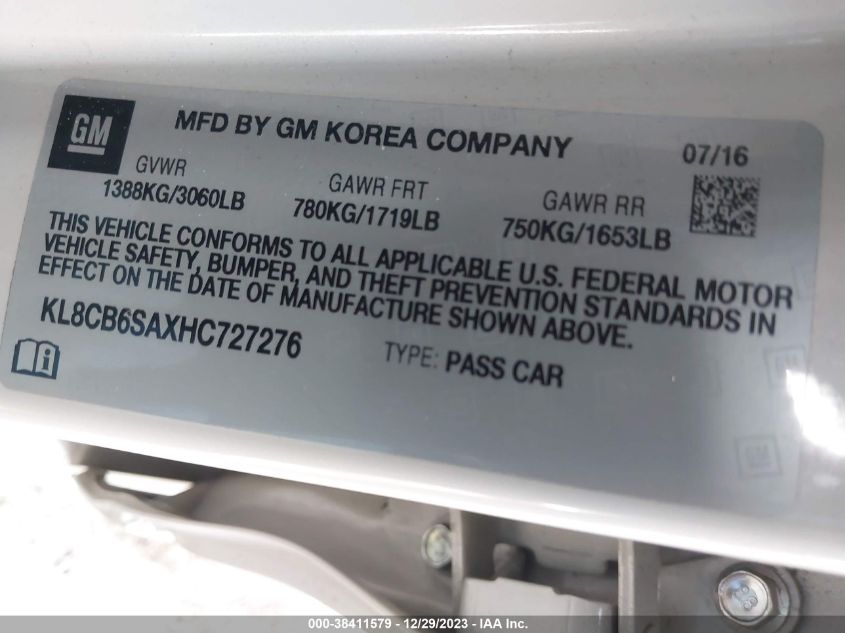 GM
MFD BY GM KOREA COMPANY
07/16
GVWR
1388KG/3060LB
GAWR FRT
780KG/1719LB
GAWR RR
750KG/1653LB
THIS VEHICLE CONFORMS TO ALL APPLICABLE U.S. FEDERAL MOTOR
VEHICLE SAFETY, BUMPER, AND THEFT PREVENTION STANDARDS IN
EFFECT ON THE DATE OF MANUFACTURE SHOWN ABOVE.
KL8CB6SAXHC727276
TYPE: PASS CAR
GM
000-38411579 - 12/29/2023 - IAA Inc.